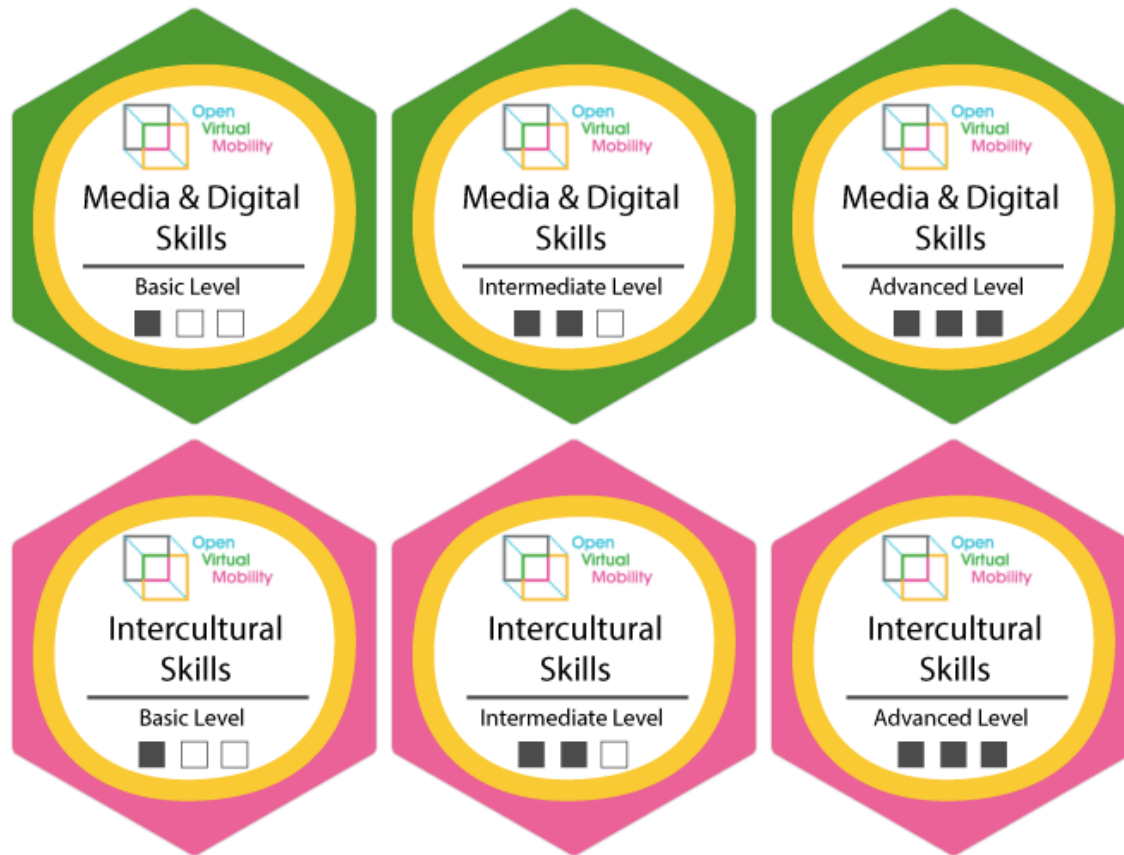 Open
Virtual
Mobility
Media & Digital
Skills
Basic Level
Open
Virtual
Mobility
Media & Digital
Skills
Intermediate Level
Open
Virtual
Mobility
Media & Digital
Skills
Advanced Level
Open
Virtual
Mobility
Intercultural
Skills
Basic Level
Open
Virtual
Mobility
Intercultural
Skills
Intermediate Level
Open
Virtual
Mobility
Intercultural
Skills
Advanced Level